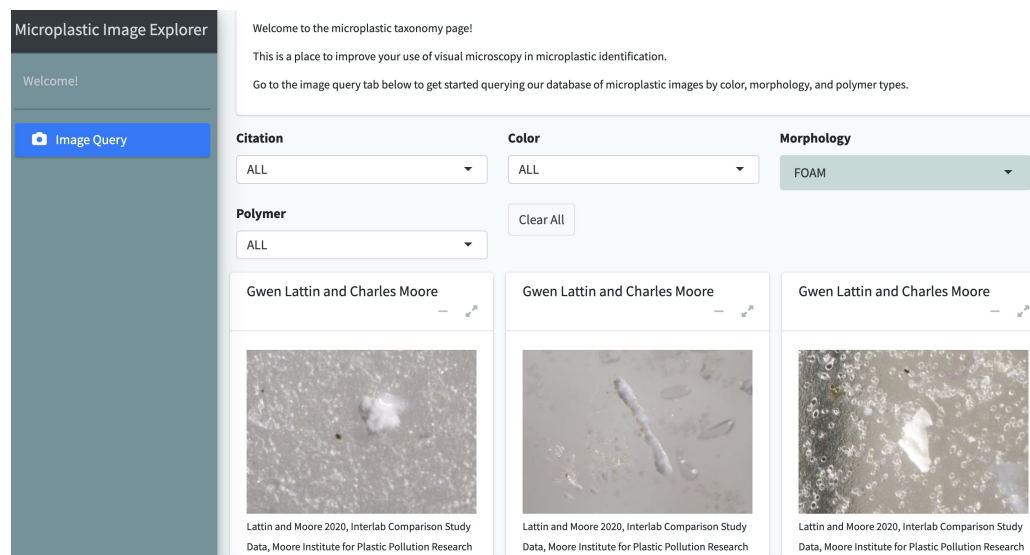 Microplastic Image Explorer
Welcome!
Image Query
Welcome to the microplastic taxonomy page!
This is a place to improve your use of visual microscopy in microplastic identification.
Go to the image query tab below to get started querying our database of microplastic images by color, morphology, and polymer types.
Citation
ALL
Color
ALL
Morphology
FOAM
Polymer
ALL
Clear All
Gwen Lattin and Charles Moore
Lattin and Moore 2020, Interlab Comparison Study
Data, Moore Institute for Plastic Pollution Research
Gwen Lattin and Charles Moore
Lattin and Moore 2020, Interlab Comparison Study
Data, Moore Institute for Plastic Pollution Research
Gwen Lattin and Charles Moore
Lattin and Moore 2020, Interlab Comparison Study
Data, Moore Institute for Plastic Pollution Research